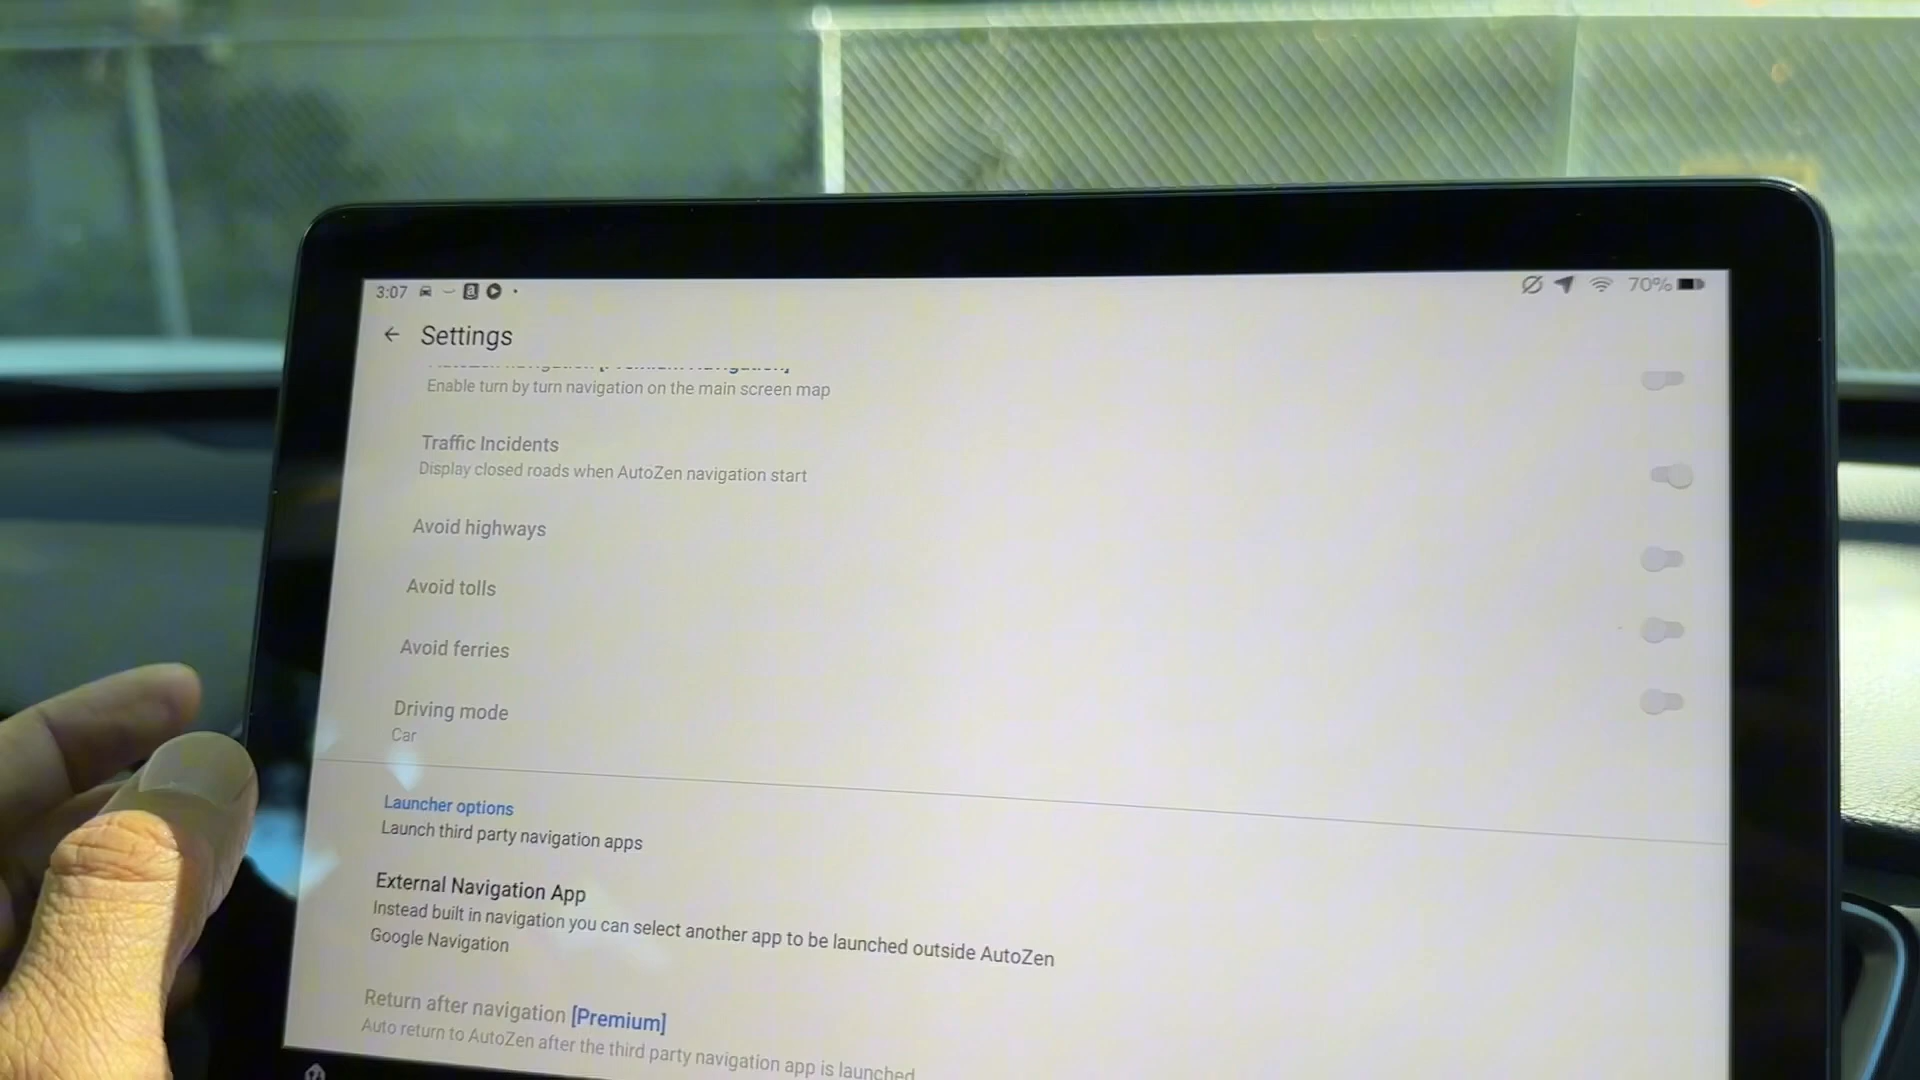 3:07
70%
Settings
Enable turn by turn navigation on the main screen map
Traffic Incidents
Display closed roads when AutoZen navigation start
Avoid highways
Avoid tolls
Avoid ferries
Driving mode
Car
Launcher options
Launch third party navigation apps
External Navigation App
Instead built in navigation you can select another app to be launched outside AutoZen
Google Navigation
Return after navigation [Premium]
Auto return to AutoZen after the third party navigation app is launched